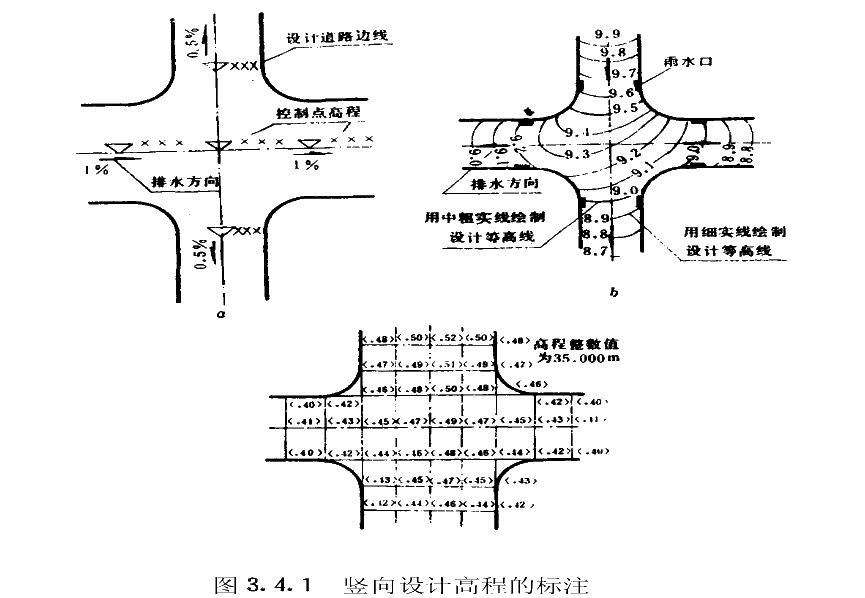 0.5%
设计道路边线
×××
控制点高程
× × × × × ×
1%
1%
排水方向
×××
0.5%
a
9.9
9.8
9.7
雨水口
9.6
9.5
9.4
9.3
9.2
9.1
9.0
9.0
8.9
8.8
排水方向
用中粗实线绘制
设计等高线
8.9
8.8
8.7
用细实线绘制
设计等高线
b
<.48> <.50> <.52> <.50> <.48>
高程整数值
为35.000m
<.47> <.49> <.51> <.49> <.47>
<.46> <.48> <.50> <.48> <.46>
<.40> <.42> <.42> <.40>
<.41> <.43> <.45> <.47> <.49> <.47> <.45> <.43> <.41>
<.40> <.42> <.44> <.46> <.48> <.46> <.44> <.42> <.40>
<.43> <.45> <.47> <.45> <.43>
<.42> <.44> <.46> <.44> <.42>
图 3.4.1 竖向设计高程的标注